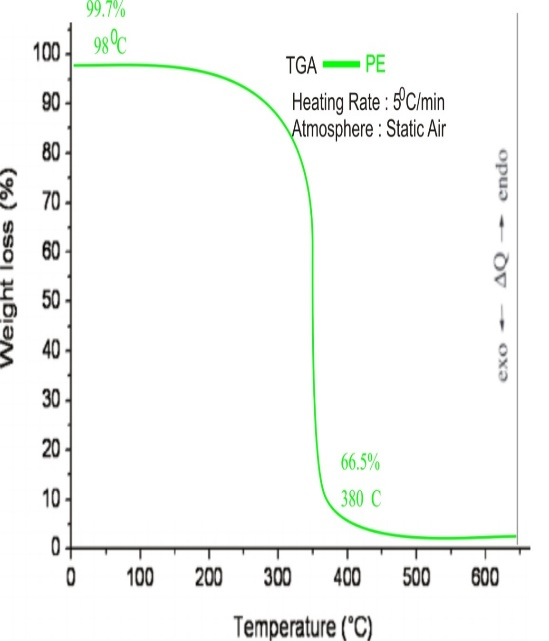 99.7%
98⁰C
TGA PE
Heating Rate : 5⁰C/min
Atmosphere : Static Air
100
90
80
70
60
50
40
30
20
10
0
Weight loss (%)
exo ← ΔQ → endo
66.5%
380 C
0 100 200 300 400 500 600
Temperature (°C)